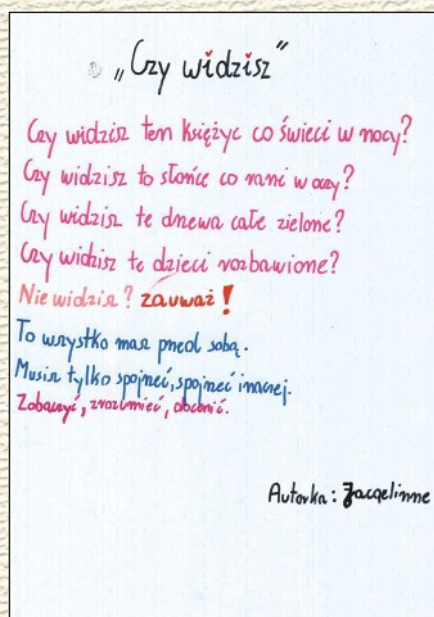 „Czy widzisz"
Czy widzisz ten księżyc co świeci w nocy?
Czy widzisz to słońce co rani w oczy?
Czy widzisz te drzewa całe zielone?
Czy widzisz te dzieci rozbawione?
Nie widzisz? zauważ!
To wszystko masz przed sobą.
Musisz tylko spojrzeć, spojrzeć inaczej.
Zobaczyć, zrozumieć, docenić.
Autorka: Jacqelinne